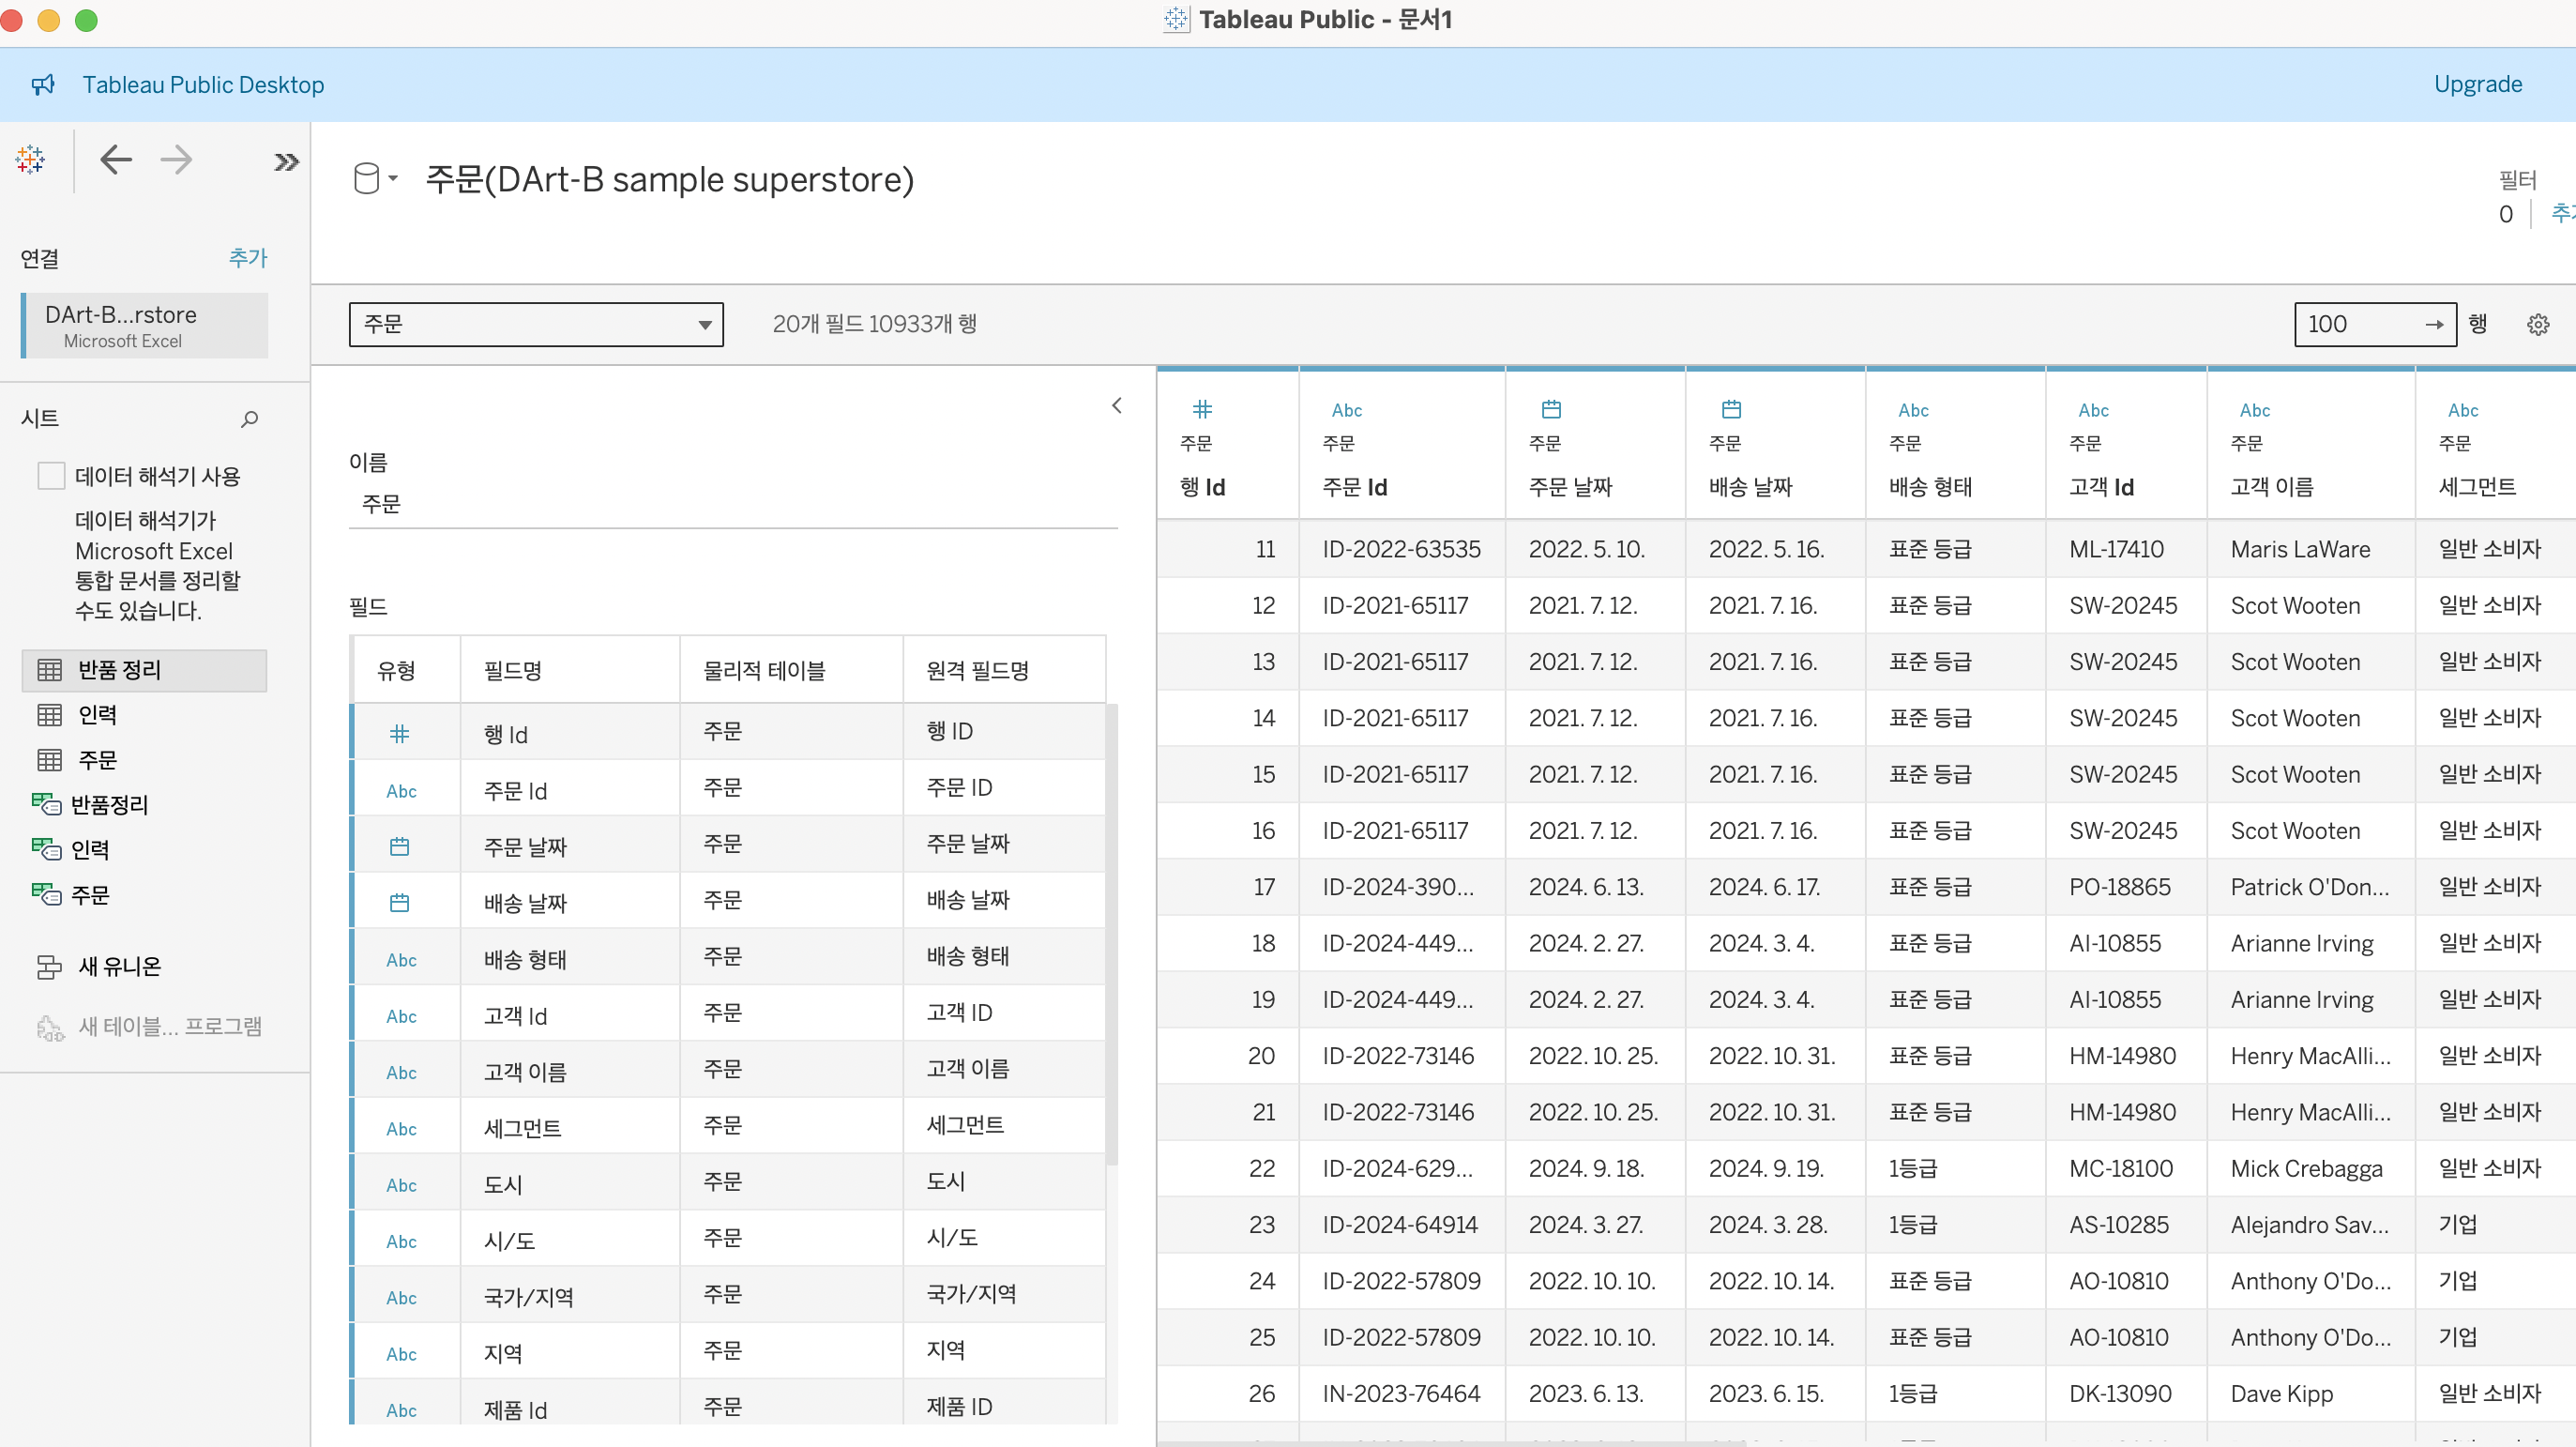 Tableau Public - 문서1
Tableau Public Desktop
Upgrade
주문(DArt-B sample superstore)
필터
0
연결
추가
DArt-B...rstore
Microsoft Excel
주문
20개 필드 10933개 행
100
행
시트
데이터 해석기 사용
데이터 해석기가
Microsoft Excel
통합 문서를 정리할
수도 있습니다.
반품 정리
인력
주문
반품정리
인력
주문
새 유니온
새 테이블... 프로그램
이름
주문
필드
유형 필드명 물리적 테이블 원격 필드명
행 Id 주문 행 ID
Abc 주문 Id 주문 주문 ID
주문 날짜 주문 주문 날짜
배송 날짜 주문 배송 날짜
Abc 배송 형태 주문 배송 형태
Abc 고객 Id 주문 고객 ID
Abc 고객 이름 주문 고객 이름
Abc 세그먼트 주문 세그먼트
Abc 도시 주문 도시
Abc 시/도 주문 시/도
Abc 국가/지역 주문 국가/지역
Abc 지역 주문 지역
Abc 제품 Id 주문 제품 ID
Abc Abc Abc Abc Abc
주문 주문 주문 주문 주문 주문 주문 주문
행 Id 주문 Id 주문 날짜 배송 날짜 배송 형태 고객 Id 고객 이름 세그먼트
11 ID-2022-63535 2022. 5. 10. 2022. 5. 16. 표준 등급 ML-17410 Maris LaWare 일반 소비자
12 ID-2021-65117 2021. 7. 12. 2021. 7. 16. 표준 등급 SW-20245 Scot Wooten 일반 소비자
13 ID-2021-65117 2021. 7. 12. 2021. 7. 16. 표준 등급 SW-20245 Scot Wooten 일반 소비자
14 ID-2021-65117 2021. 7. 12. 2021. 7. 16. 표준 등급 SW-20245 Scot Wooten 일반 소비자
15 ID-2021-65117 2021. 7. 12. 2021. 7. 16. 표준 등급 SW-20245 Scot Wooten 일반 소비자
16 ID-2021-65117 2021. 7. 12. 2021. 7. 16. 표준 등급 SW-20245 Scot Wooten 일반 소비자
17 ID-2024-390... 2024. 6. 13. 2024. 6. 17. 표준 등급 PO-18865 Patrick O'Don... 일반 소비자
18 ID-2024-449... 2024. 2. 27. 2024. 3. 4. 표준 등급 AI-10855 Arianne Irving 일반 소비자
19 ID-2024-449... 2024. 2. 27. 2024. 3. 4. 표준 등급 AI-10855 Arianne Irving 일반 소비자
20 ID-2022-73146 2022. 10. 25. 2022. 10. 31. 표준 등급 HM-14980 Henry MacAlli... 일반 소비자
21 ID-2022-73146 2022. 10. 25. 2022. 10. 31. 표준 등급 HM-14980 Henry MacAlli... 일반 소비자
22 ID-2024-629... 2024. 9. 18. 2024. 9. 19. 1등급 MC-18100 Mick Crebagga 일반 소비자
23 ID-2024-64914 2024. 3. 27. 2024. 3. 28. 1등급 AS-10285 Alejandro Sav... 기업
24 ID-2022-57809 2022. 10. 10. 2022. 10. 14. 표준 등급 AO-10810 Anthony O'Do... 기업
25 ID-2022-57809 2022. 10. 10. 2022. 10. 14. 표준 등급 AO-10810 Anthony O'Do... 기업
26 IN-2023-76464 2023. 6. 13. 2023. 6. 15. 1등급 DK-13090 Dave Kipp 일반 소비자